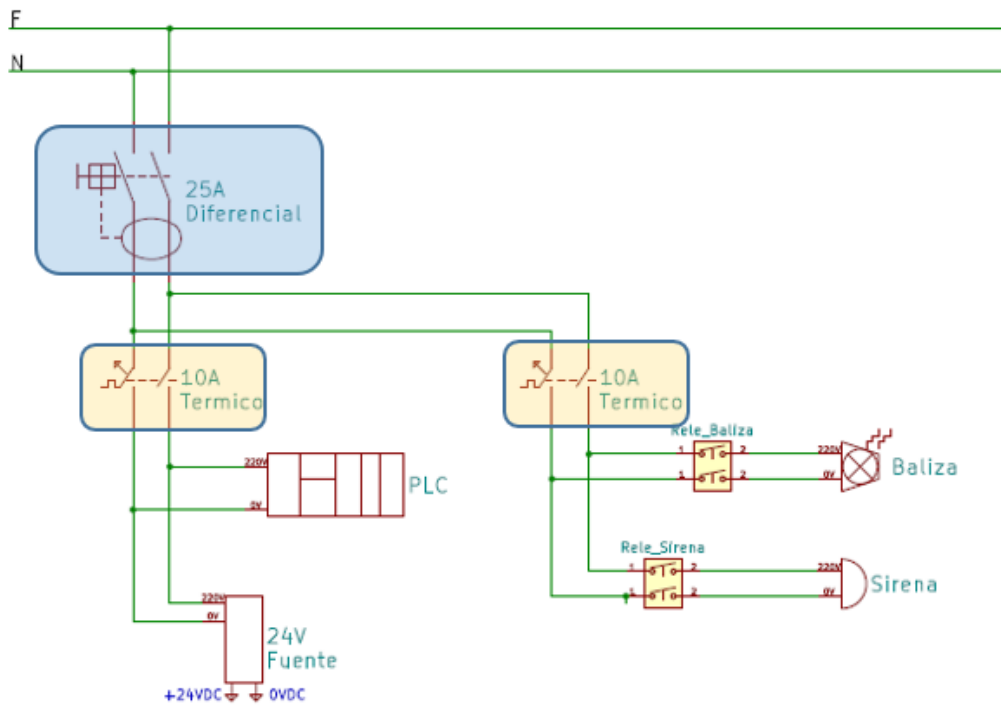 F
N
25A
Diferencial
10A
Termico
10A
Termico
Rele_Baliza
1
2
220V
1
2
0V
Baliza
220V
0V
PLC
Rele_Sirena
1
2
220V
1
2
0V
Sirena
220V
0V
24V
Fuente
+24VDC
0VDC